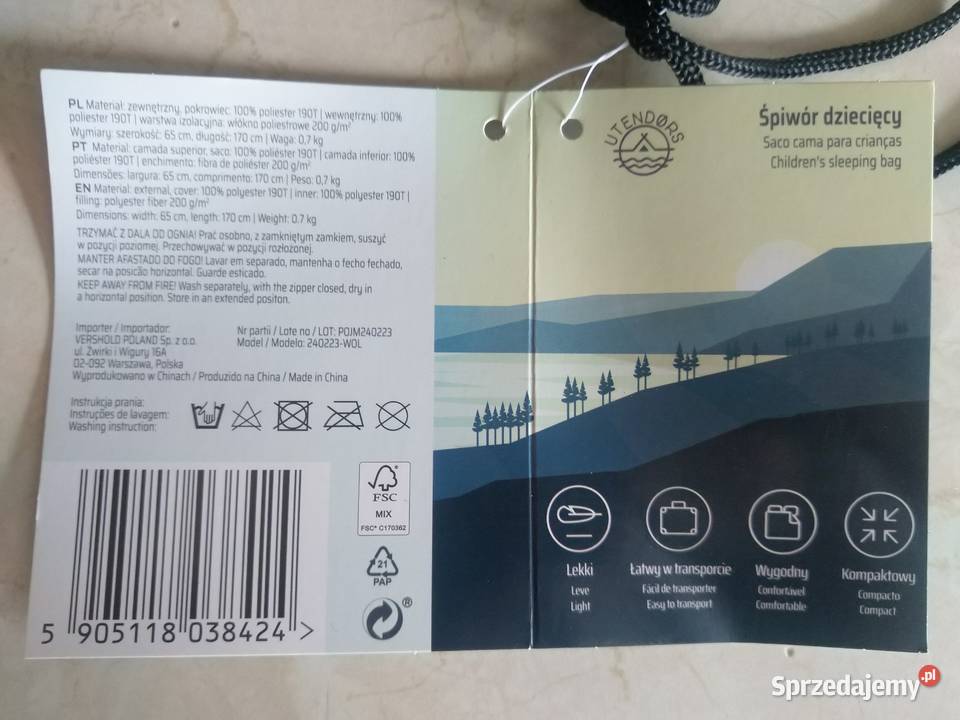 PL Materiał: zewnętrzny, pokrowiec: 100% poliester 190T | wewnętrzny: 100%
poliester 190T | warstwa izolacyjna: włókno poliestrowe 200 g/m²
Wymiary: szerokość: 65 cm, długość: 170 cm | Waga: 0,7 kg
PT Material: camada superior, saco: 100% poliéster 190T | camada inferior: 100%
poliéster 190T | enchimento: fibra de poliéster 200 g/m²
Dimensões: largura: 65 cm, comprimento: 170 cm | Peso: 0,7 kg
EN Material: external, cover: 100% polyester 190T | inner: 100% polyester 190T |
filling: polyester fiber 200 g/m²
Dimensions: width: 65 cm, length: 170 cm | Weight: 0.7 kg
TRZYMAĆ Z DALA OD OGNIA! Prać osobno, z zamkniętym zamkiem, suszyć
w pozycji poziomej. Przechowywać w pozycji rozłożonej.
MANTER AFASTADO DO FOGO! Lavar em separado, mantenha o fecho fechado,
secar na posicão horizontal. Guarde esticado.
KEEP AWAY FROM FIRE! Wash separately, with the zipper closed, dry in
a horizontal position. Store in an extended positon.
Importer / Importador:
VERSHOLD POLAND Sp. z o.o.
ul. Żwirki i Wigury 16A
02-092 Warszawa, Polska
Wyprodukowano w Chinach / Produzido na China / Made in China
Nr partii / Lote no / LOT: POJM240223
Model / Modelo: 240223-WOL
Instrukcja prania:
Instruções de lavagem:
Washing instruction:
FSC
MIX
FSC® C170362
21
PAP
®
5 905118 038424 >
UTENDØRS
Śpiwór dziecięcy
Saco cama para crianças
Children's sleeping bag
Lekki
Leve
Light
Łatwy w transporcie
Fácil de transporter
Easy to transport
Wygodny
Confortável
Comfortable
Kompaktowy
Compacto
Compact
Sprzedajemy.pl